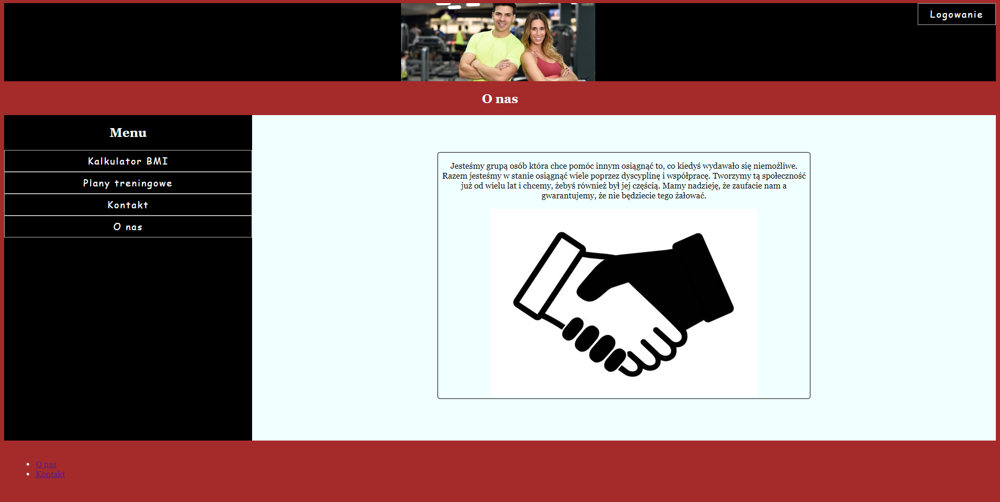 Logowanie
O nas
Menu
Kalkulator BMI
Plany treningowe
Kontakt
O nas
Jesteśmy grupą osób która chce pomóc innym osiągnąć to, co kiedyś wydawało się niemożliwe.
Razem jesteśmy w stanie osiągnąć wiele poprzez dyscyplinę i współpracę. Tworzymy tą społeczność
już od wielu lat i chcemy, żebyś również był jej częścią. Mamy nadzieję, że zaufacie nam a
gwarantujemy, że nie będziecie tego żałować.
O nas
Kontakt